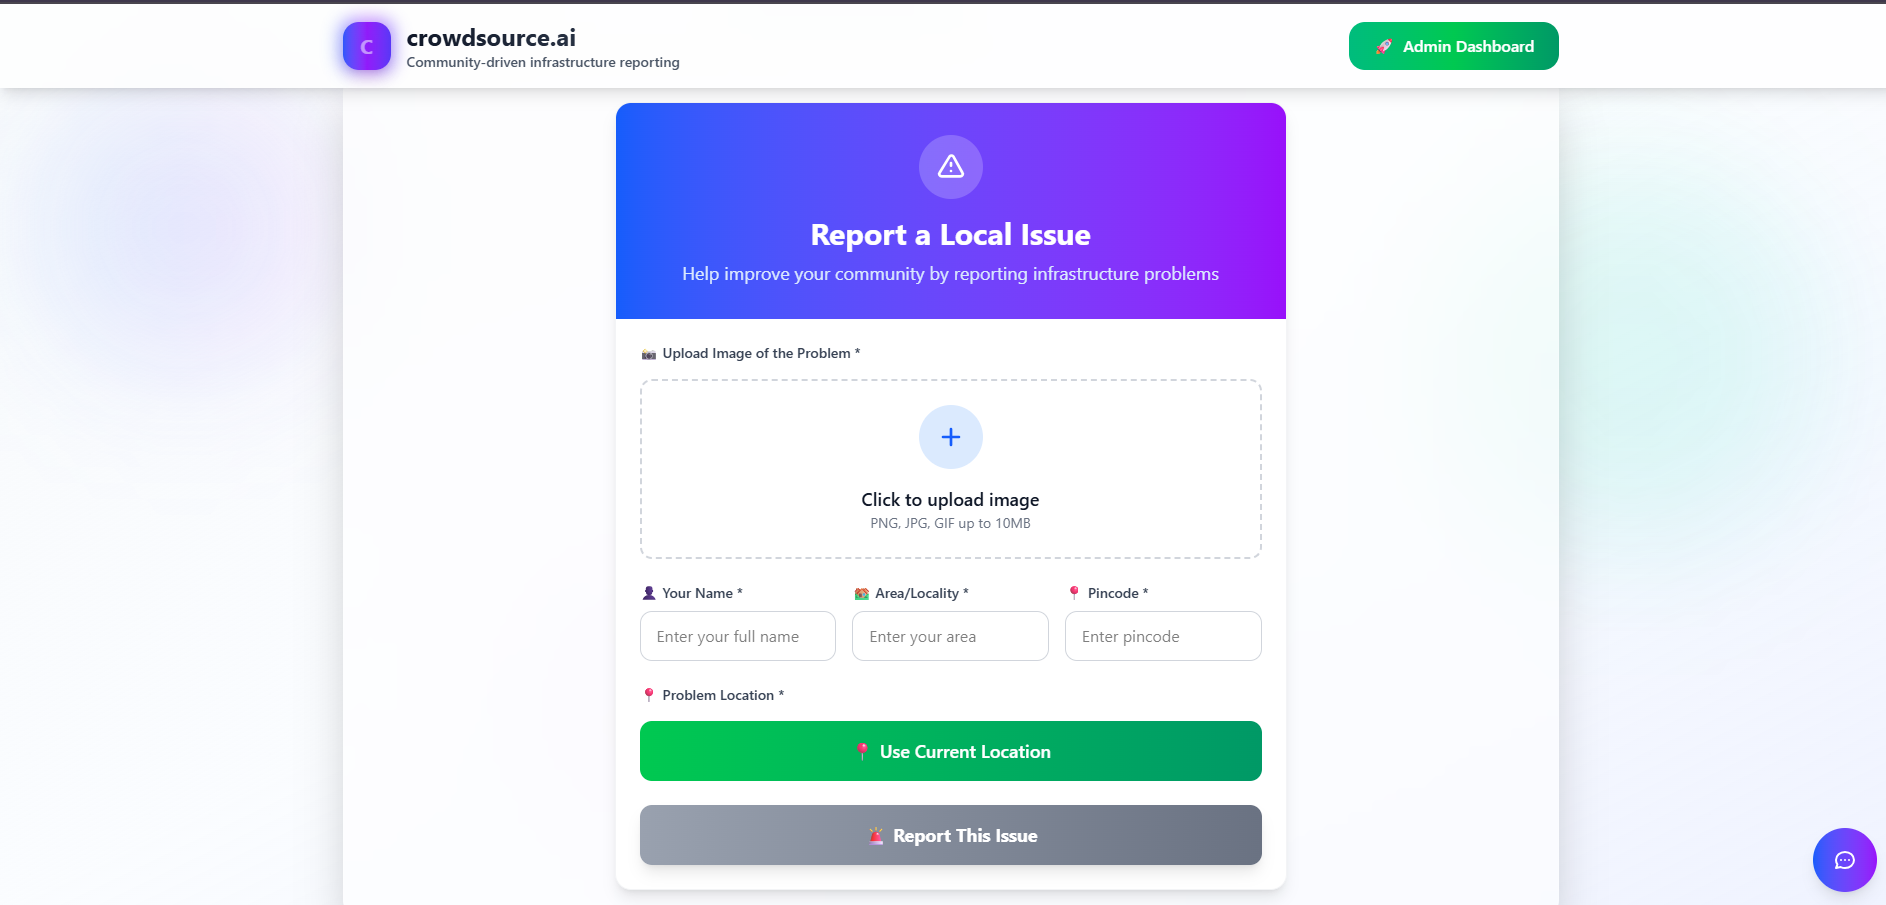 C
crowdsource.ai
Community-driven infrastructure reporting
🚀 Admin Dashboard
Report a Local Issue
Help improve your community by reporting infrastructure problems
📸 Upload Image of the Problem *
Click to upload image
PNG, JPG, GIF up to 10MB
👤 Your Name *
🏘️ Area/Locality *
📍 Pincode *
Enter your full name
Enter your area
Enter pincode
📍 Problem Location *
📍 Use Current Location
🚨 Report This Issue